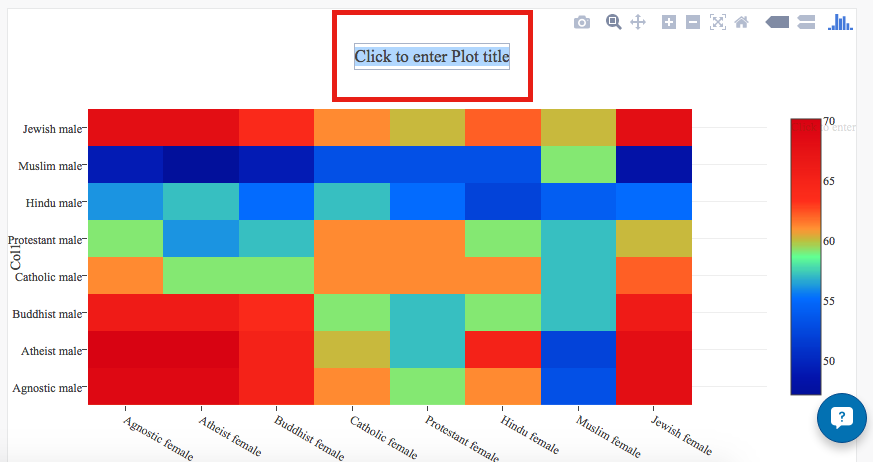 Click to enter Plot title
Jewish male
Muslim male
Hindu male
Protestant male
Catholic male
Buddhist male
Atheist male
Agnostic male
Col1
Agnostic female
Atheist female
Buddhist female
Catholic female
Protestant female
Hindu female
Muslim female
Jewish female
70
to enter
65
60
55
50
?